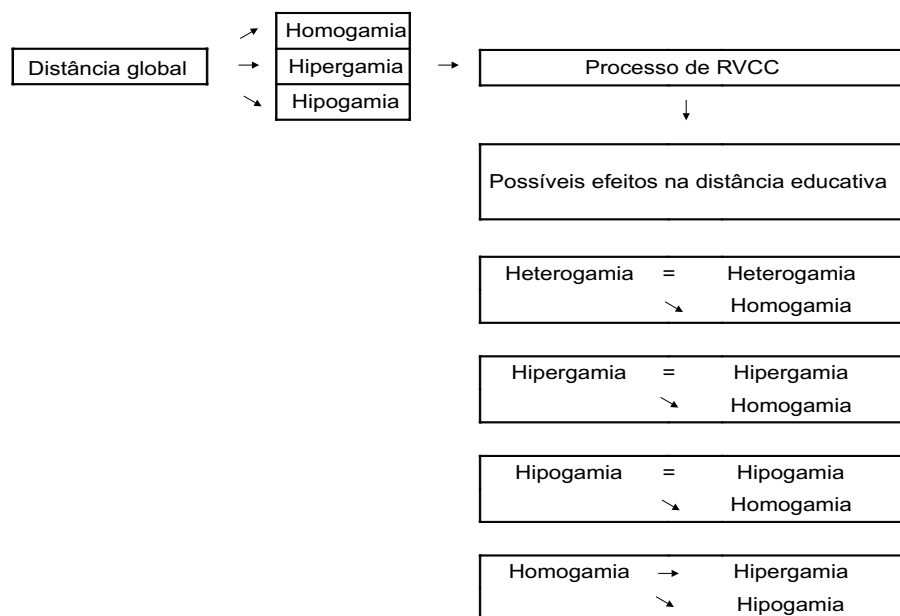 Homogamia
Distância global → Hipergamia → Processo de RVCC
Hipogamia
Possíveis efeitos na distância educativa
Heterogamia = Heterogamia
↘ Homogamia
Hipergamia = Hipergamia
↘ Homogamia
Hipogamia = Hipogamia
↘ Homogamia
Homogamia → Hipergamia
↘ Hipogamia